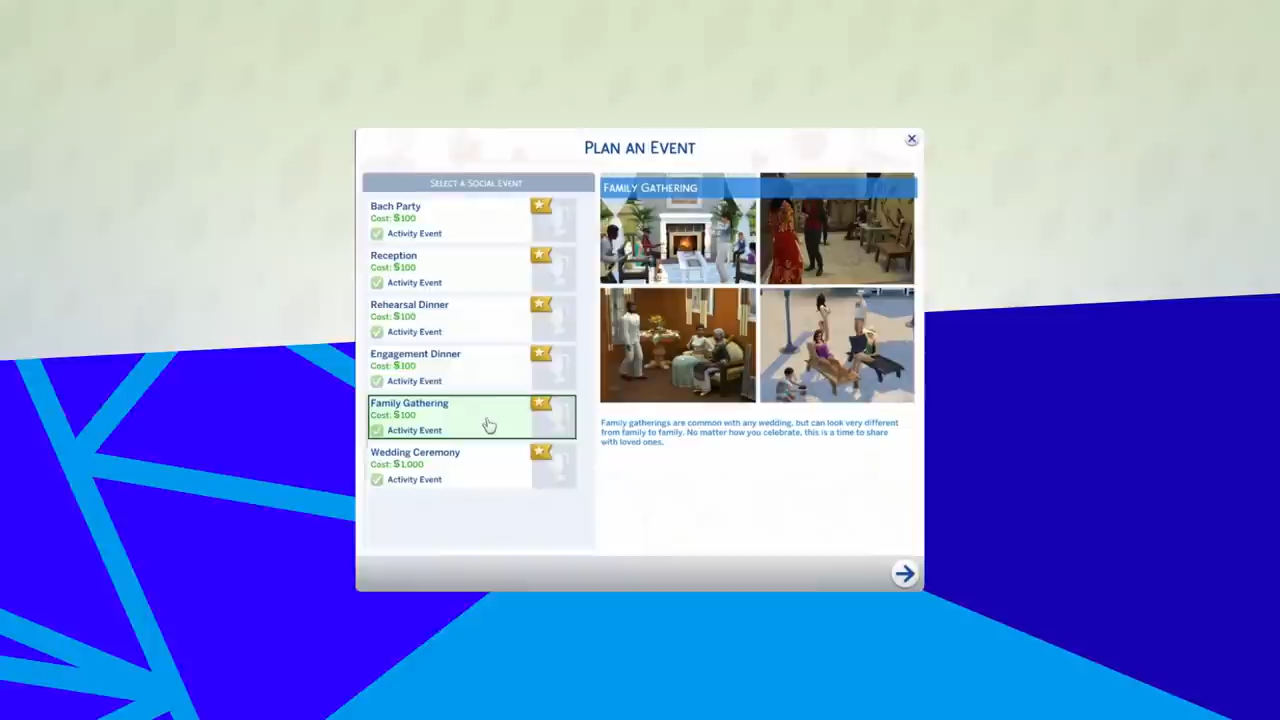 PLAN AN EVENT
SELECT A SOCIAL EVENT
Bach Party
Cost: §100
Activity Event
Reception
Cost: §100
Activity Event
Rehearsal Dinner
Cost: §100
Activity Event
Engagement Dinner
Cost: §100
Activity Event
Family Gathering
Cost: §100
Activity Event
Wedding Ceremony
Cost: §1,000
Activity Event
FAMILY GATHERING
Family gatherings are common with any wedding, but can look very different
from family to family. No matter how you celebrate, this is a time to share
with loved ones.